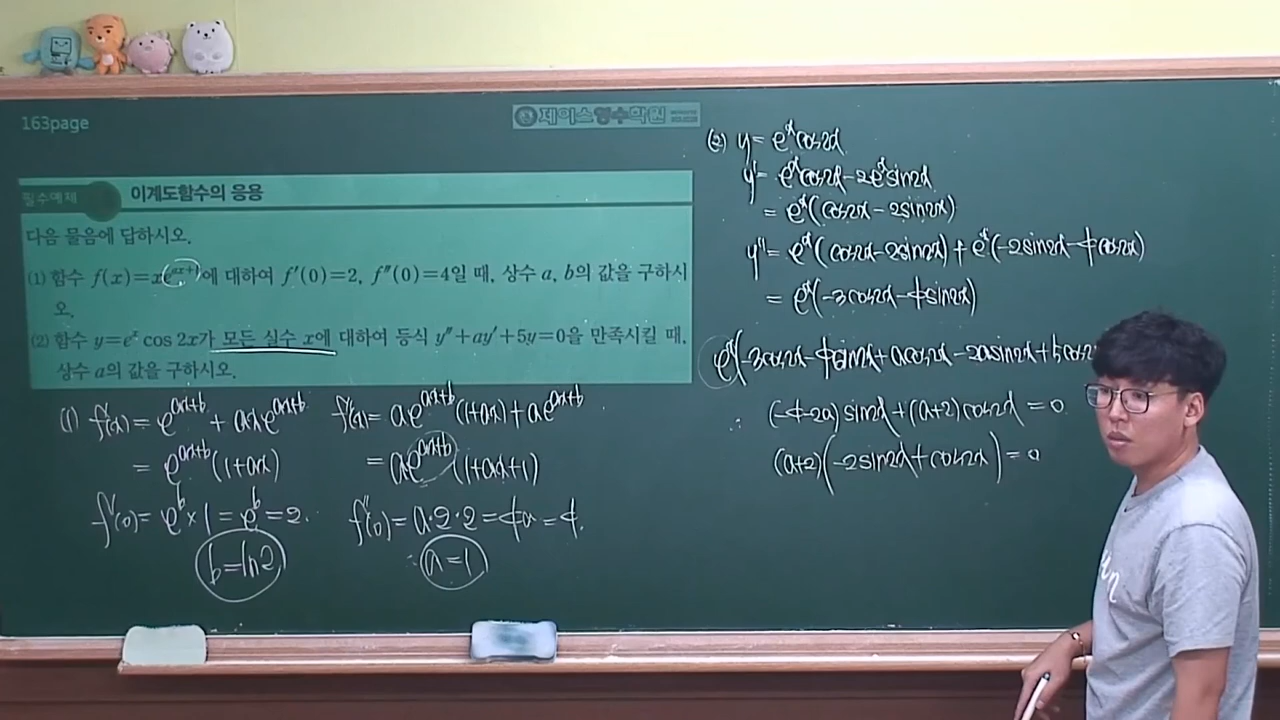 163page
제이스영수학원
필수예제
이계도함수의 응용
다음 물음에 답하시오.
(1) 함수 f(x)=xe^(ax+b)에 대하여 f′(0)=2, f″(0)=4일 때, 상수 a, b의 값을 구하시
오.
(2) 함수 y=e^x cos 2x가 모든 실수 x에 대하여 등식 y″+ay′+5y=0을 만족시킬 때,
상수 a의 값을 구하시오.
(1) f'(x)= e^(ax+b) + axe^(ax+b)
= e^(ax+b)(1+ax)
f'(0)= e^b×1=e^b=2.
b=ln2
f''(x)= ae^(ax+b)(1+ax)+ae^(ax+b)
= ae^(ax+b)(1+ax+1)
f''(0)= a·2·2=4a=4.
∴ a=1
(2) y= e^x cos2x
y'= e^x cos2x-2e^x sin2x
= e^x(cos2x-2sin2x)
y''= e^x(cos2x-2sin2x)+e^x(-2sin2x-4cos2x)
= e^x(-3cos2x-4sin2x)
e^x(-3cos2x-4sin2x+acos2x-2asin2x+5cos2
∴ (-4-2a)sin2x+(a+2)cos2x=0
(a+2)(-2sin2x+cos2x)=0